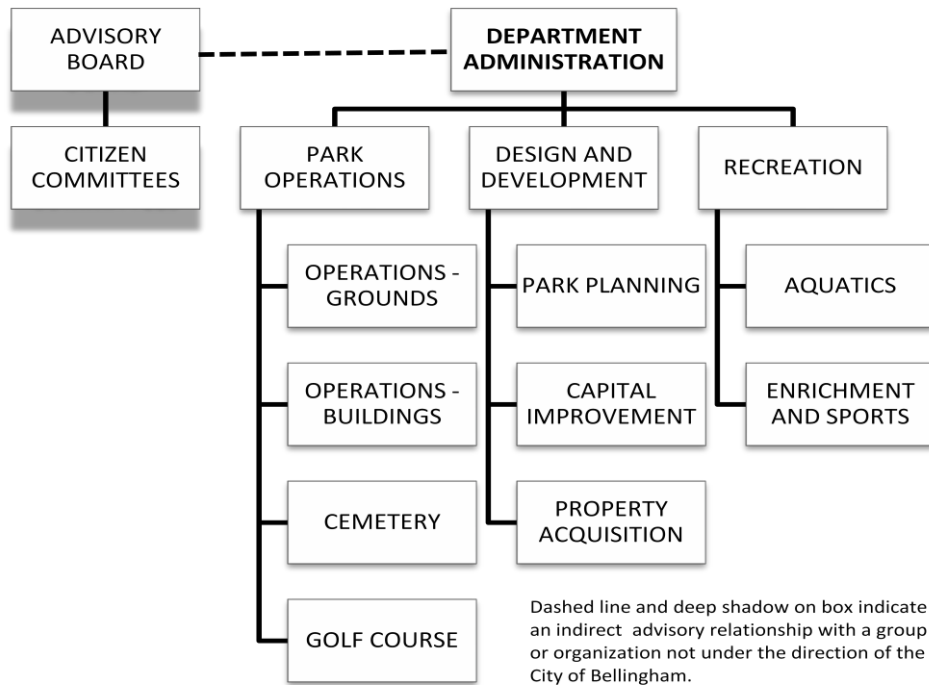 ADVISORY
BOARD
DEPARTMENT
ADMINISTRATION
CITIZEN
COMMITTEES
PARK
OPERATIONS
DESIGN AND
DEVELOPMENT
RECREATION
OPERATIONS -
GROUNDS
PARK PLANNING
AQUATICS
OPERATIONS -
BUILDINGS
CAPITAL
IMPROVEMENT
ENRICHMENT
AND SPORTS
CEMETERY
PROPERTY
ACQUISITION
GOLF COURSE
Dashed line and deep shadow on box indicate
an indirect advisory relationship with a group
or organization not under the direction of the
City of Bellingham.